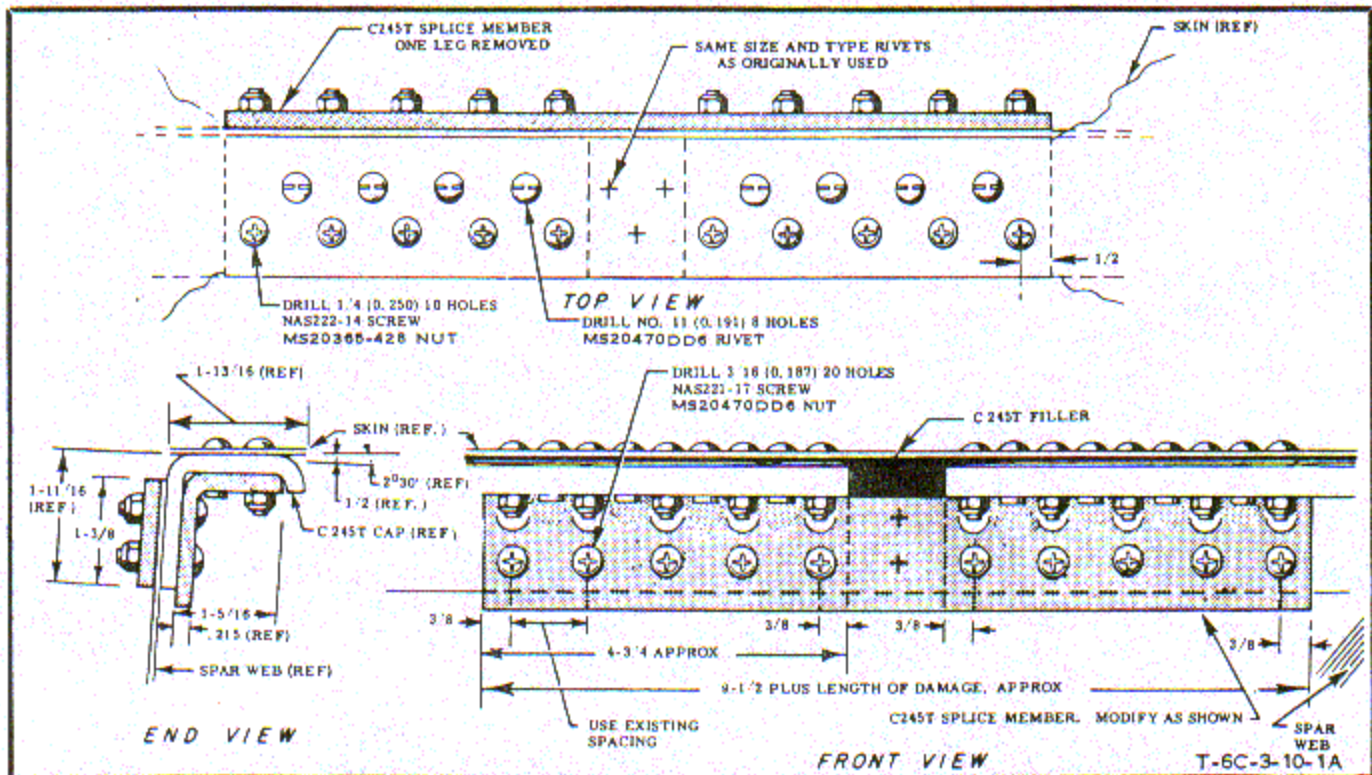 C245T SPLICE MEMBER
ONE LEG REMOVED
SAME SIZE AND TYPE RIVETS
AS ORIGINALLY USED
SKIN (REF)
1/2
DRILL 1/4 (0.250) 10 HOLES
NAS222-14 SCREW
MS20365-428 NUT
TOP VIEW
DRILL NO. 11 (0.191) 8 HOLES
MS20470DD6 RIVET
1-13/16 (REF)
SKIN (REF.)
2°30' (REF)
1/2 (REF.)
C 245T CAP (REF)
1-11/16
(REF)
1-3/8
1-5/16
.215 (REF)
SPAR WEB (REF)
END VIEW
DRILL 3/16 (0.187) 20 HOLES
NAS221-17 SCREW
MS20470DD6 NUT
C 245T FILLER
3/8
3/8
3/8
3/8
4-3/4 APPROX
9-1/2 PLUS LENGTH OF DAMAGE, APPROX
USE EXISTING
SPACING
C245T SPLICE MEMBER. MODIFY AS SHOWN
SPAR
WEB
FRONT VIEW
T-6C-3-10-1A